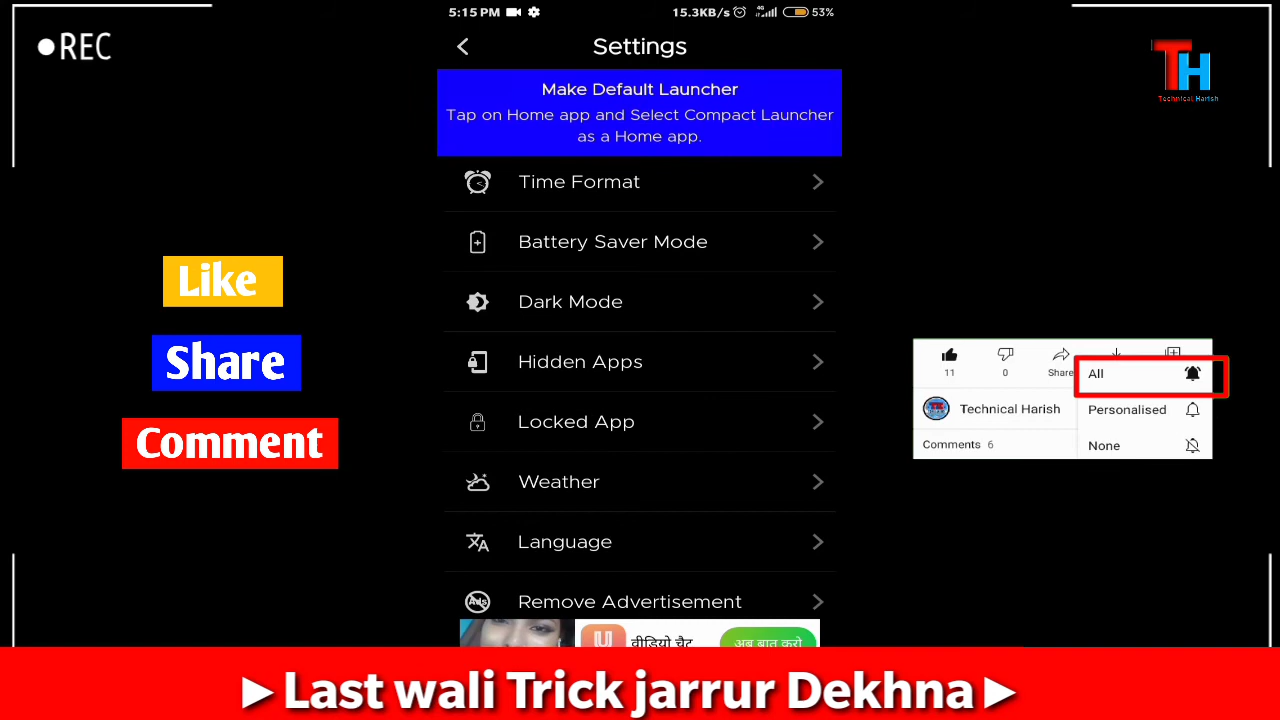 5:15 PM
15.3KB/s
4G
53%
REC
Settings
TH
Technical Harish
Make Default Launcher
Tap on Home app and Select Compact Launcher
as a Home app.
Time Format
Battery Saver Mode
Dark Mode
Hidden Apps
Locked App
Weather
Language
Ads
Remove Advertisement
Like
Share
Comment
11
0
Share
All
Technical Harish
Personalised
Comments 6
None
वीडियो चैट
अब बात करो
►Last wali Trick jarrur Dekhna►